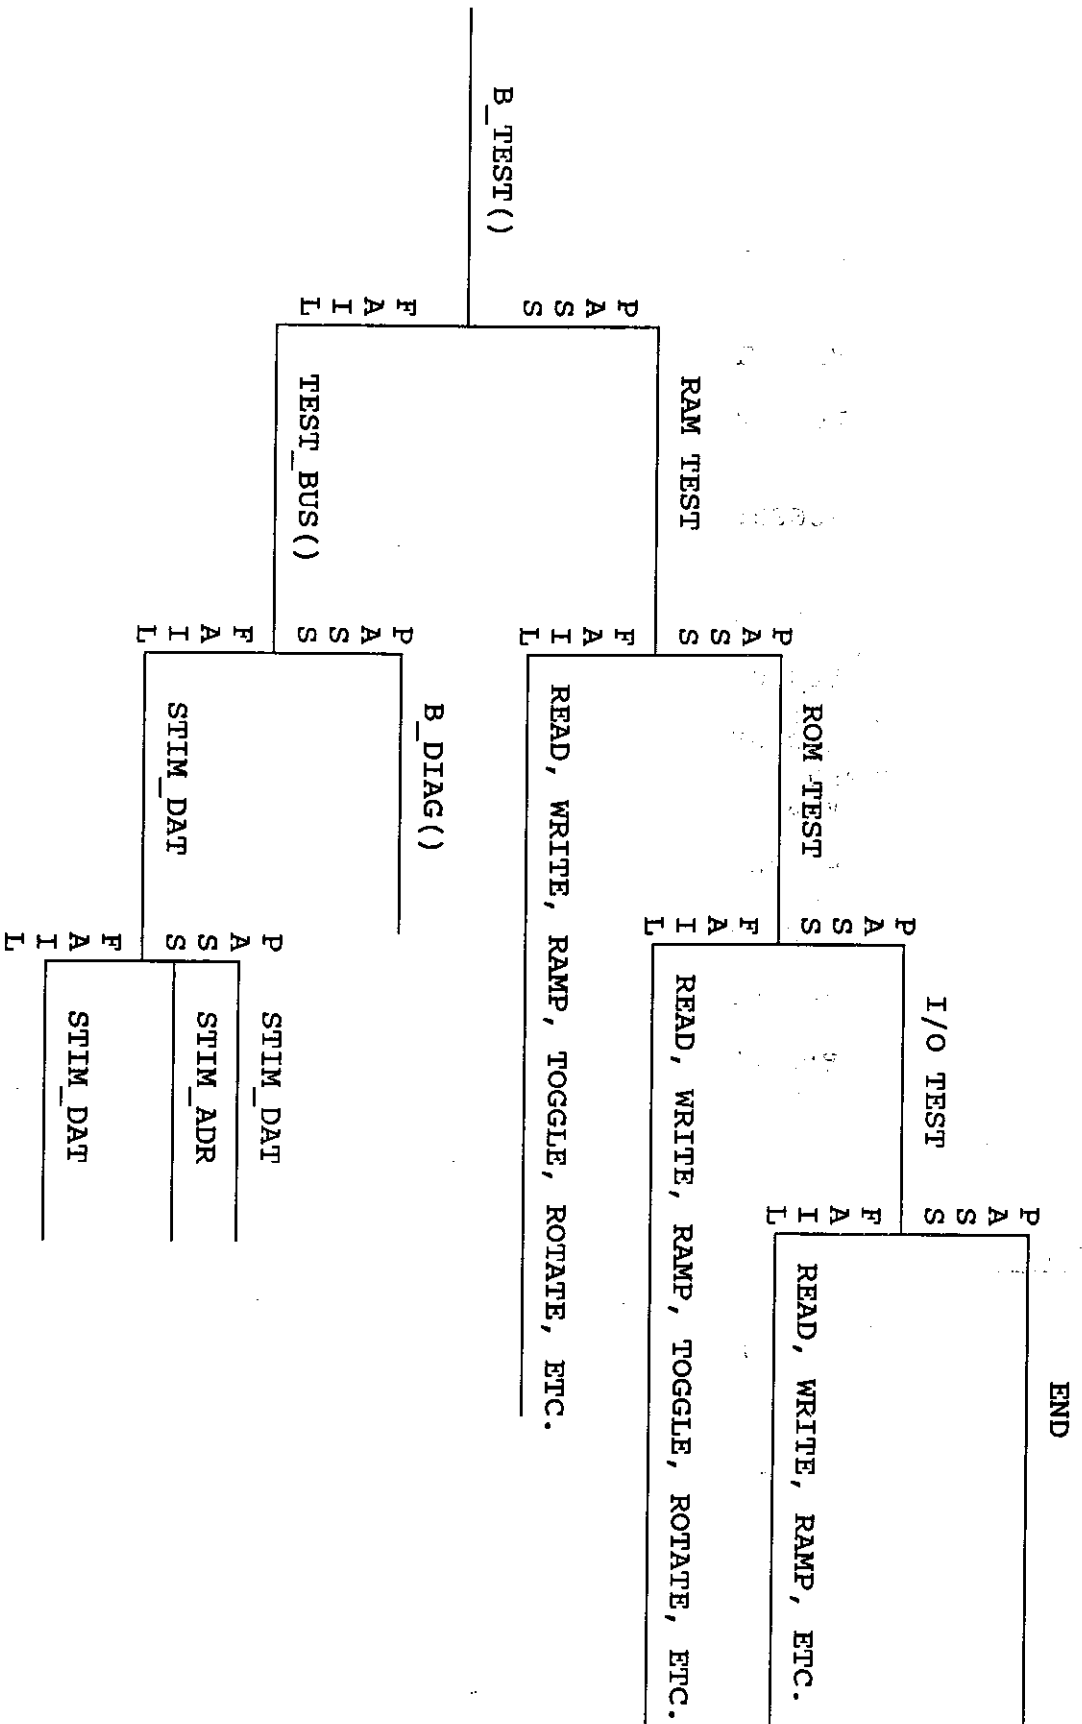 END
I/O TEST
PASS
FAIL
READ, WRITE, RAMP, ETC.
ROM TEST
PASS
FAIL
READ, WRITE, RAMP, TOGGLE, ROTATE, ETC.
RAM TEST
PASS
FAIL
READ, WRITE, RAMP, TOGGLE, ROTATE, ETC.
B_TEST()
PASS
FAIL
B_DIAG()
TEST_BUS()
PASS
FAIL
STIM_DAT
STIM_DAT
PASS
STIM_ADR
FAIL
STIM_DAT